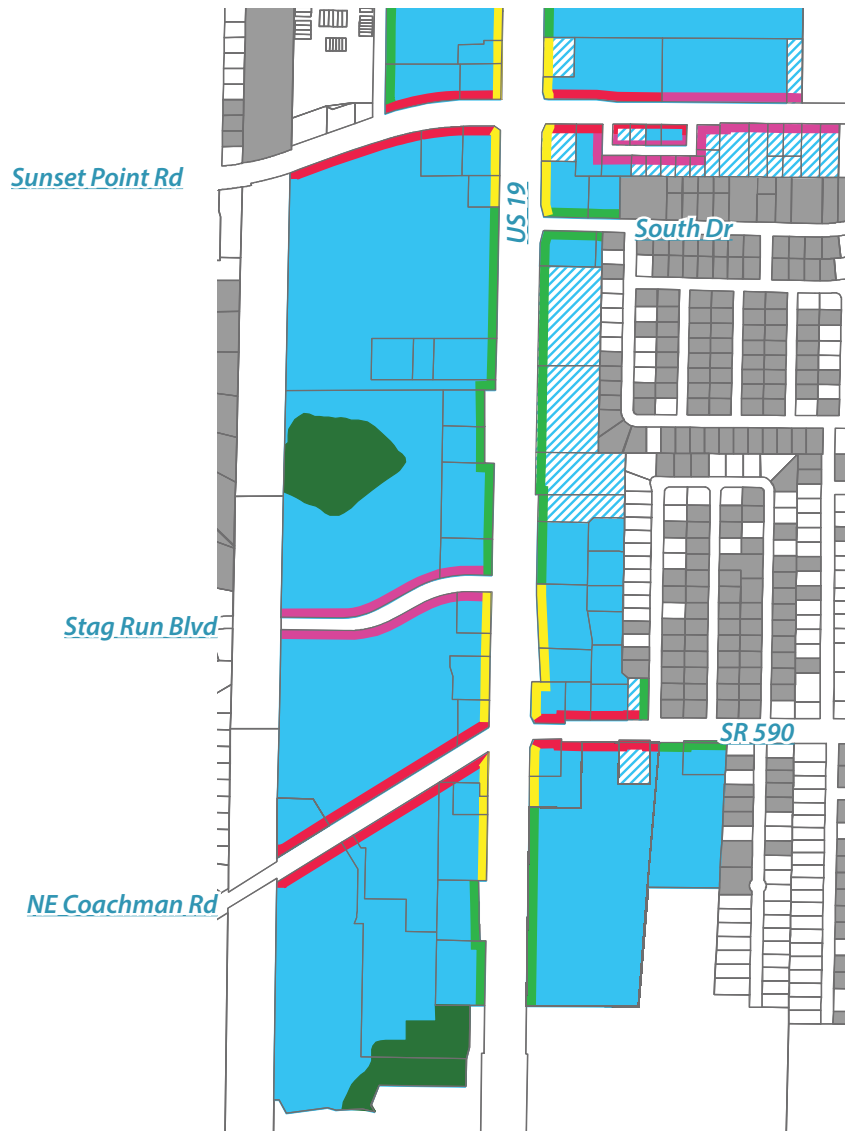 Sunset Point Rd
US 19
South Dr
Stag Run Blvd
SR 590
NE Coachman Rd